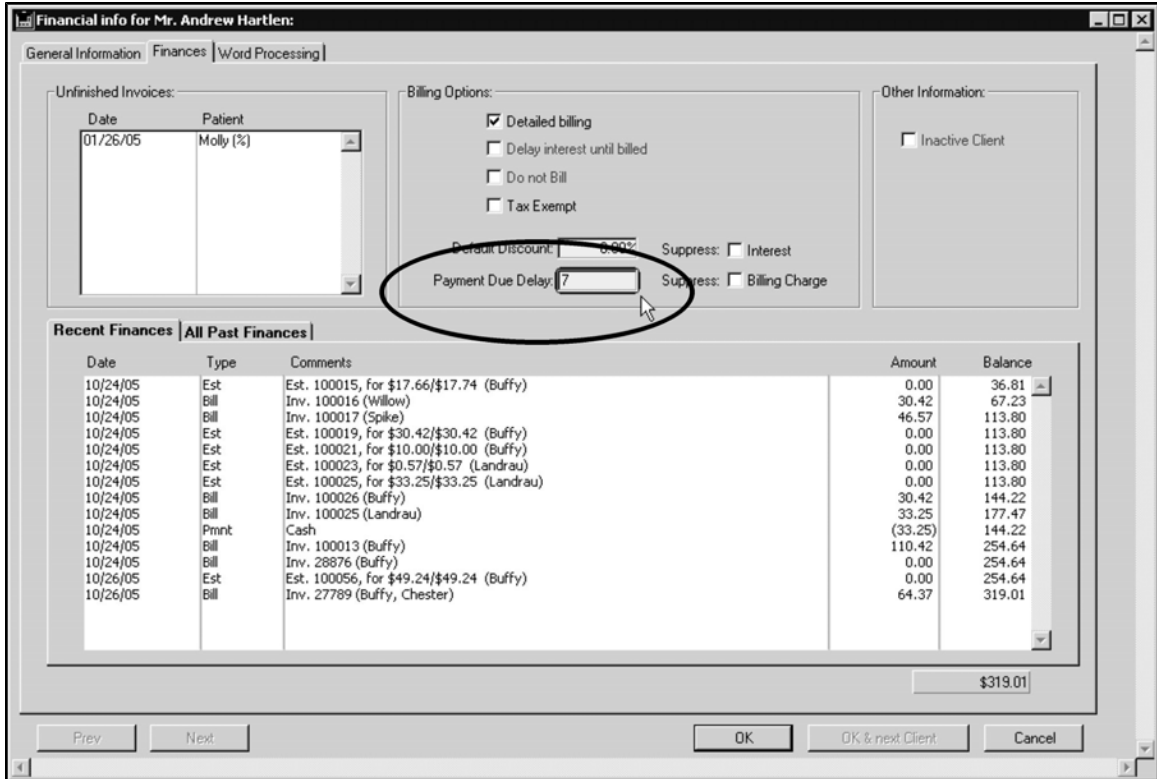 Financial info for Mr. Andrew Hartlen:
General Information Finances Word Processing
Unfinished Invoices:
Date Patient
01/26/05 Molly (%)
Billing Options:
Detailed billing
Delay interest until billed
Do not Bill
Tax Exempt
Default Discount: 0.00% Suppress: Interest
Payment Due Delay: 7 Suppress: Billing Charge
Other Information:
Inactive Client
Recent Finances All Past Finances
Date Type Comments Amount Balance
10/24/05 Est Est. 100015, for $17.66/$17.74 (Buffy) 0.00 36.81
10/24/05 Bill Inv. 100016 (Willow) 30.42 67.23
10/24/05 Bill Inv. 100017 (Spike) 46.57 113.80
10/24/05 Est Est. 100019, for $30.42/$30.42 (Buffy) 0.00 113.80
10/24/05 Est Est. 100021, for $10.00/$10.00 (Buffy) 0.00 113.80
10/24/05 Est Est. 100023, for $0.57/$0.57 (Landrau) 0.00 113.80
10/24/05 Est Est. 100025, for $33.25/$33.25 (Landrau) 0.00 113.80
10/24/05 Bill Inv. 100026 (Buffy) 30.42 144.22
10/24/05 Bill Inv. 100025 (Landrau) 33.25 177.47
10/24/05 Pmnt Cash (33.25) 144.22
10/24/05 Bill Inv. 100013 (Buffy) 110.42 254.64
10/24/05 Bill Inv. 28876 (Buffy) 0.00 254.64
10/26/05 Est Est. 100056, for $49.24/$49.24 (Buffy) 0.00 254.64
10/26/05 Bill Inv. 27789 (Buffy, Chester) 64.37 319.01
$319.01
Prev Next OK OK & next Client Cancel